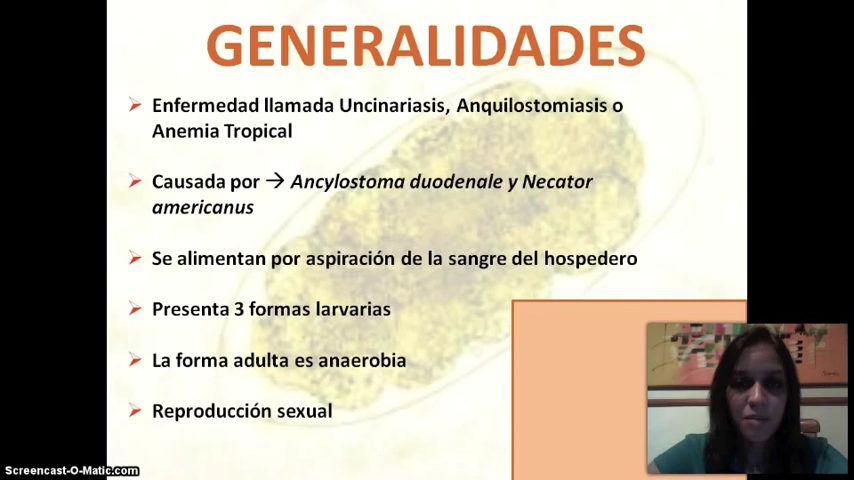 GENERALIDADES
Enfermedad llamada Uncinariasis, Anquilostomiasis o
Anemia Tropical
Causada por → Ancylostoma duodenale y Necator
americanus
Se alimentan por aspiración de la sangre del hospedero
Presenta 3 formas larvarias
La forma adulta es anaerobia
Reproducción sexual
Screencast-O-Matic.com